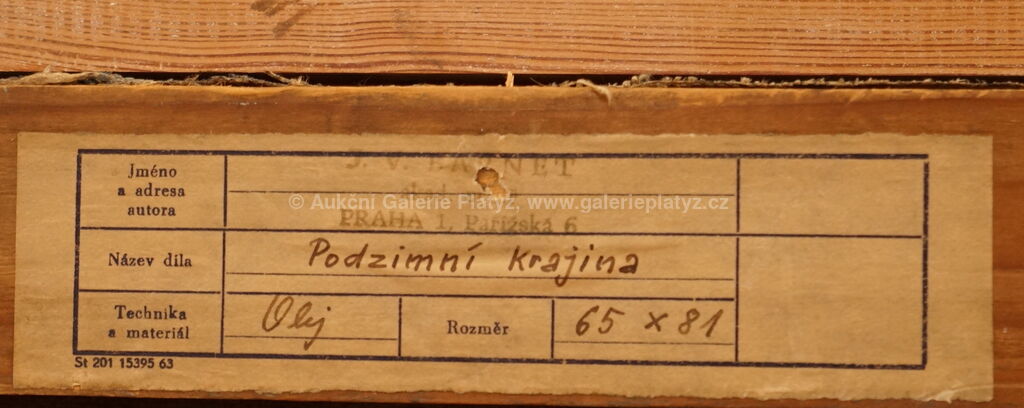 Jméno
a adresa
autora
J. V.
© Aukční Galerie Platýz, www.galerieplatyz.cz
PRAHA 1, Pařížská 6
Název díla
Podzimní krajina
Technika
a materiál
Olej
Rozměr
65 x 81
St 201 15395 63